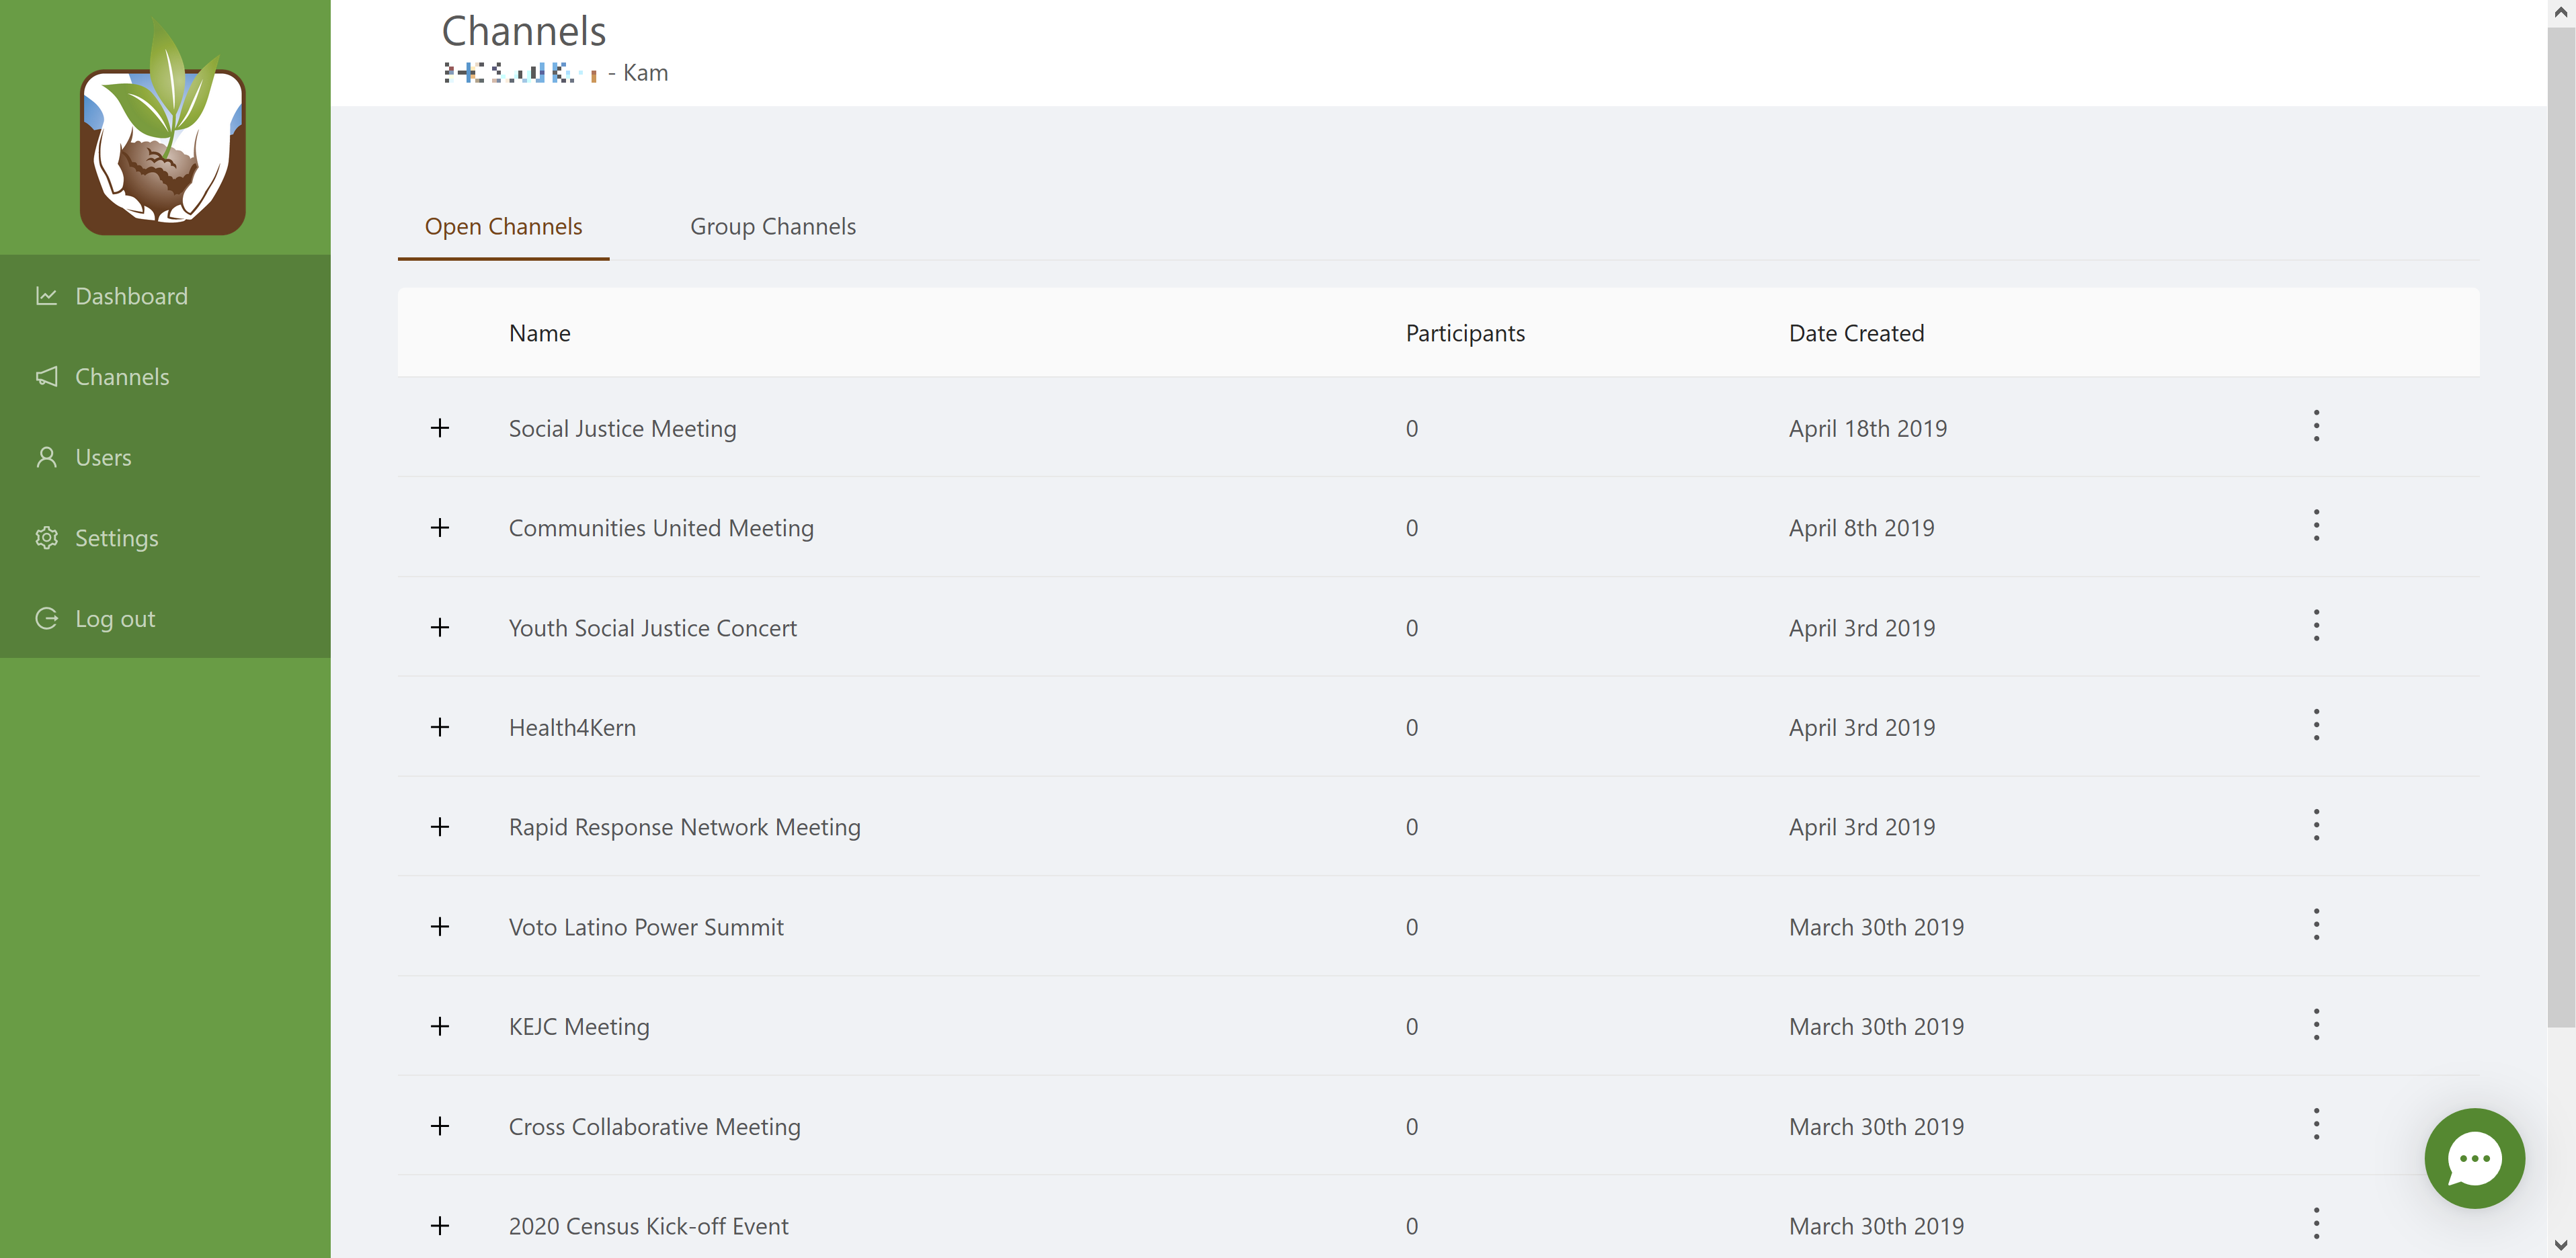 Channels
- Kam
Dashboard
Channels
Users
Settings
Log out
Open Channels Group Channels
Name Participants Date Created
Social Justice Meeting 0 April 18th 2019
Communities United Meeting 0 April 8th 2019
Youth Social Justice Concert 0 April 3rd 2019
Health4Kern 0 April 3rd 2019
Rapid Response Network Meeting 0 April 3rd 2019
Voto Latino Power Summit 0 March 30th 2019
KEJC Meeting 0 March 30th 2019
Cross Collaborative Meeting 0 March 30th 2019
2020 Census Kick-off Event 0 March 30th 2019